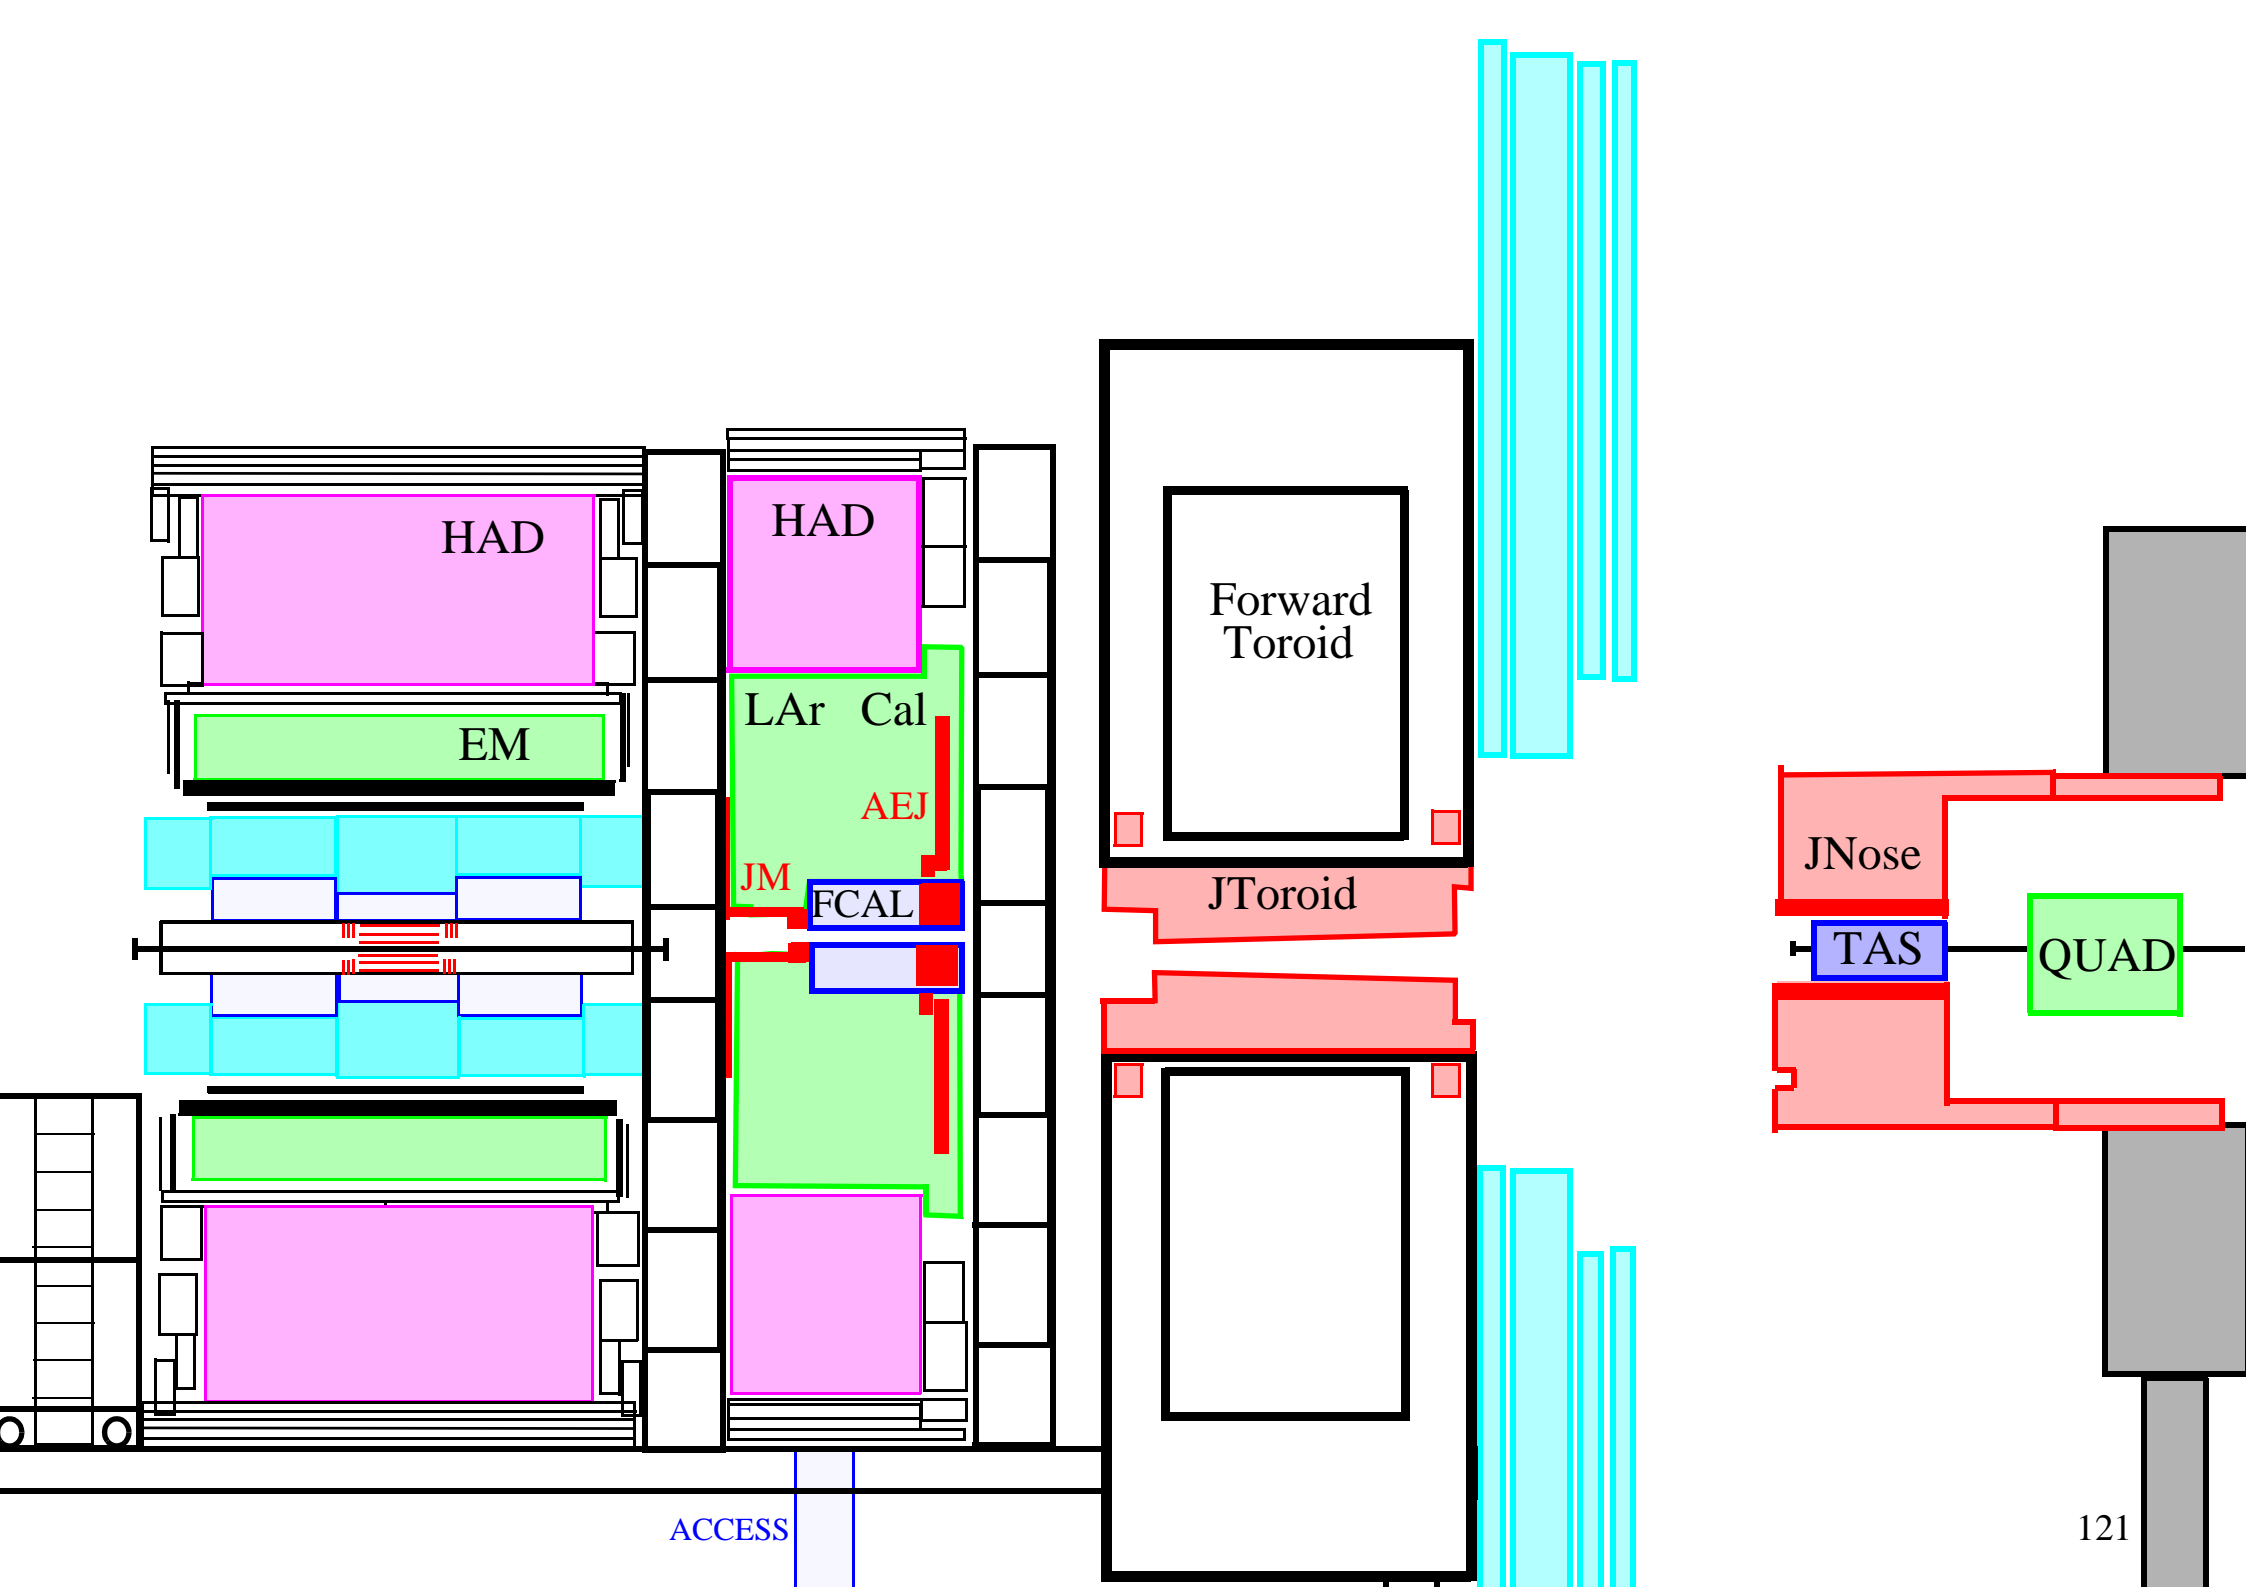 HAD
HAD
Forward
Toroid
LAr Cal
EM
AEJ
JM
FCAL
JToroid
JNose
TAS
QUAD
ACCESS
121